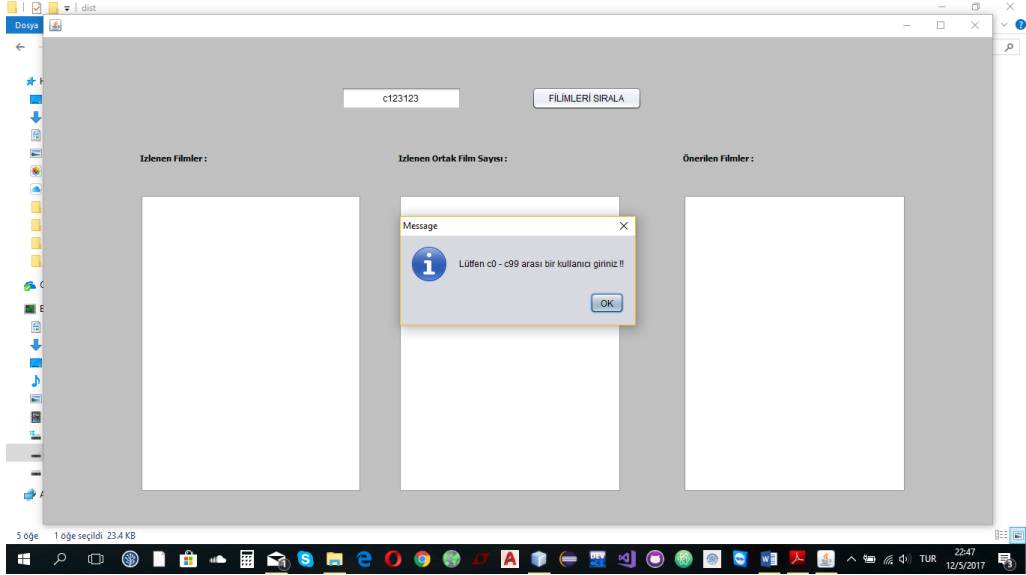 dist
Dosya
c123123
FİLİMLERİ SIRALA
Izlenen Filmler :
Izlenen Ortak Film Sayısı :
Önerilen Filmler :
Message
Lütfen c0 - c99 arası bir kullanıcı giriniz !!
OK
5 öğe
1 öğe seçildi 23.4 KB
TUR
22:47
12/5/2017